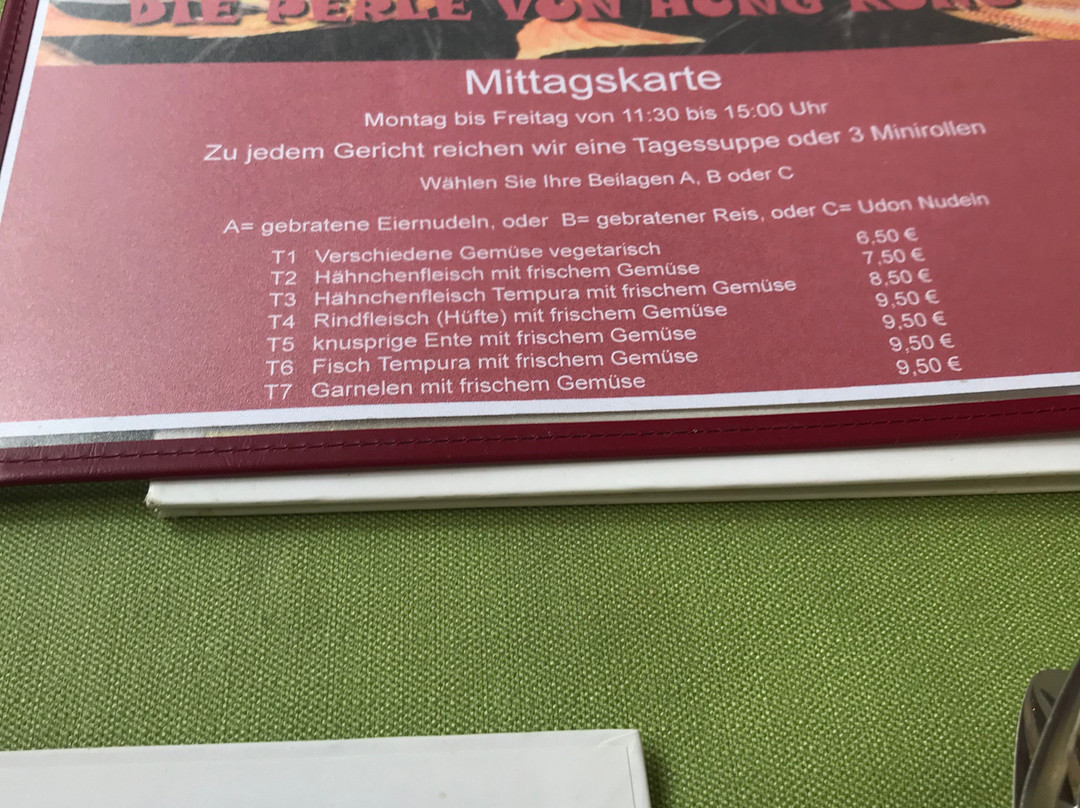 DIE PERLE VON HONG KONG
Mittagskarte
Montag bis Freitag von 11:30 bis 15:00 Uhr
Zu jedem Gericht reichen wir eine Tagessuppe oder 3 Minirollen
Wählen Sie Ihre Beilagen A, B oder C
A= gebratene Eiernudeln, oder B= gebratener Reis, oder C= Udon Nudeln
T1 Verschiedene Gemüse vegetarisch 6,50 €
T2 Hähnchenfleisch mit frischem Gemüse 7,50 €
T3 Hähnchenfleisch Tempura mit frischem Gemüse 8,50 €
T4 Rindfleisch (Hüfte) mit frischem Gemüse 9,50 €
T5 knusprige Ente mit frischem Gemüse 9,50 €
T6 Fisch Tempura mit frischem Gemüse 9,50 €
T7 Garnelen mit frischem Gemüse 9,50 €